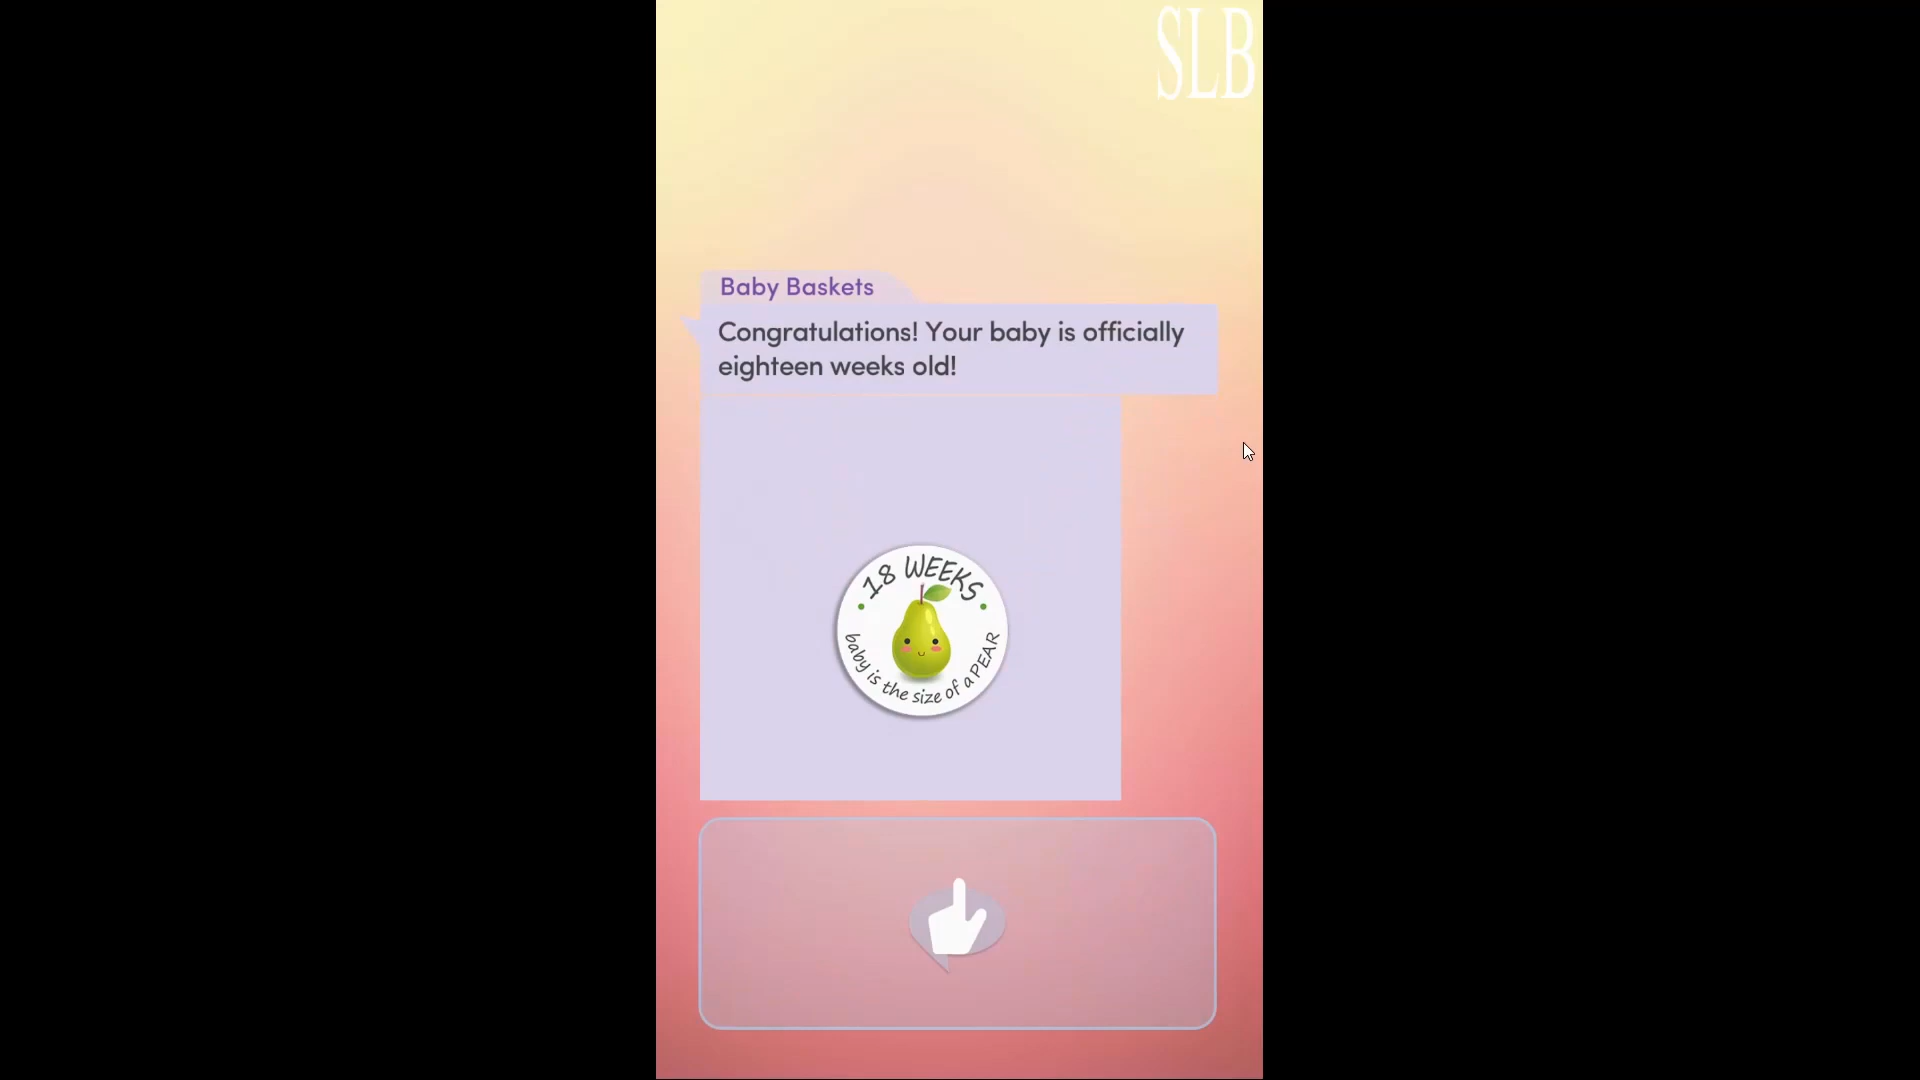 SLB
Baby Baskets
Congratulations! Your baby is officially
eighteen weeks old!
18 WEEKS
baby is the size of a PEAR